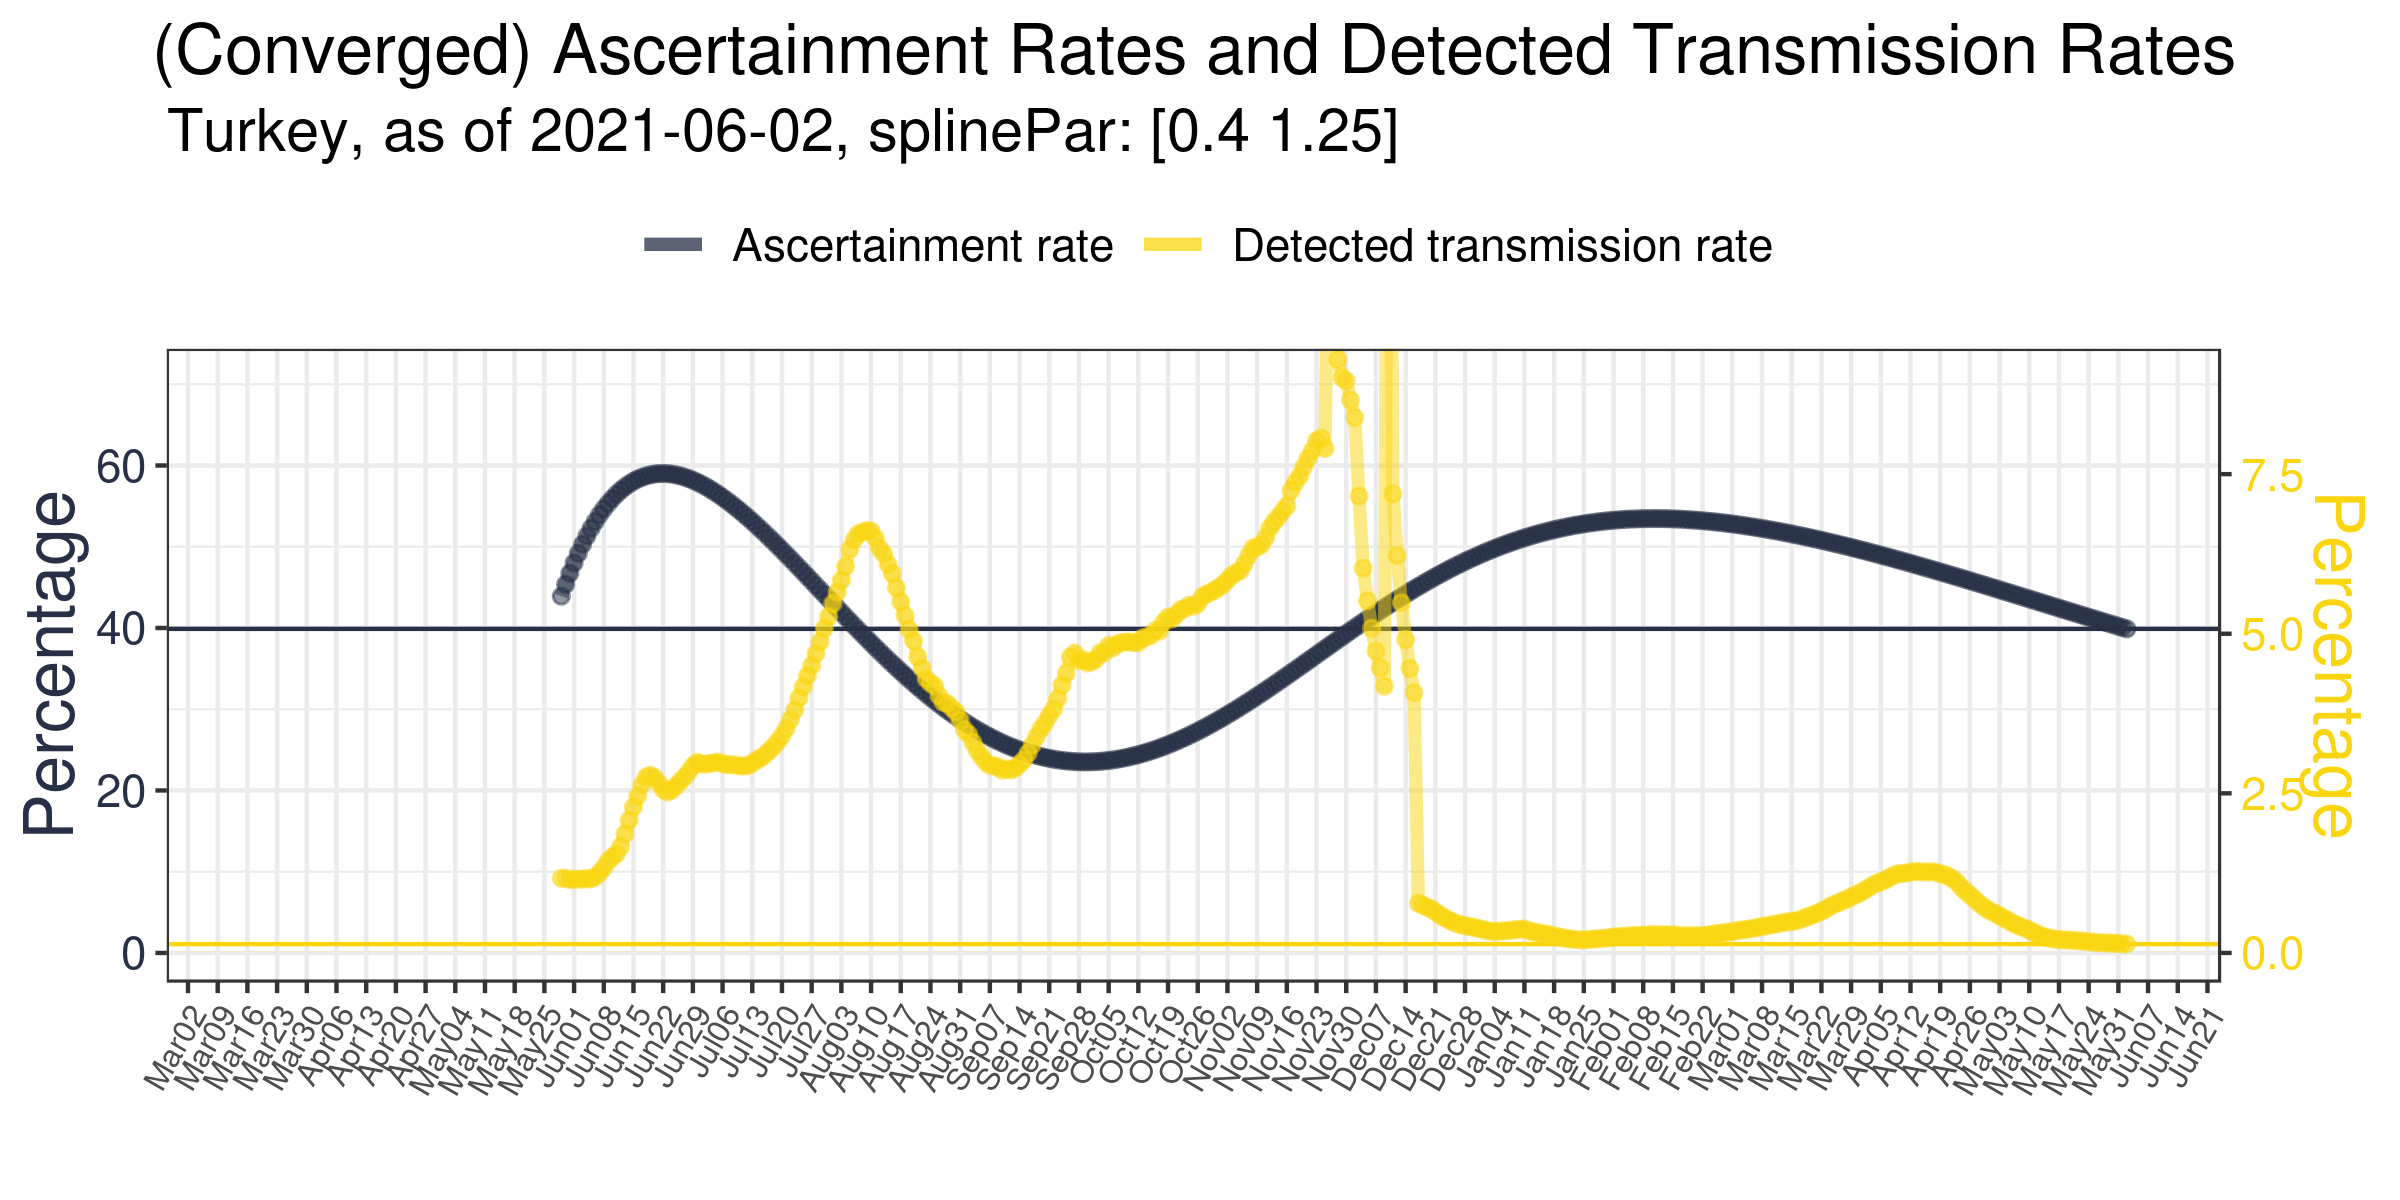 (Converged) Ascertainment Rates and Detected Transmission Rates
Turkey, as of 2021-06-02, splinePar: [0.4 1.25]
Ascertainment rate Detected transmission rate
Percentage
60
40
20
0
7.5
5.0
2.5
0.0
Percentage
Mar02 Mar09 Mar16 Mar23 Mar30 Apr06 Apr13 Apr20 Apr27 May04 May11 May18 May25 Jun01 Jun08 Jun15 Jun22 Jun29 Jul06 Jul13 Jul20 Jul27 Aug03 Aug10 Aug17 Aug24 Aug31 Sep07 Sep14 Sep21 Sep28 Oct05 Oct12 Oct19 Oct26 Nov02 Nov09 Nov16 Nov23 Nov30 Dec07 Dec14 Dec21 Dec28 Jan04 Jan11 Jan18 Jan25 Feb01 Feb08 Feb15 Feb22 Mar01 Mar08 Mar15 Mar22 Mar29 Apr05 Apr12 Apr19 Apr26 May03 May10 May17 May24 May31 Jun07 Jun14 Jun21